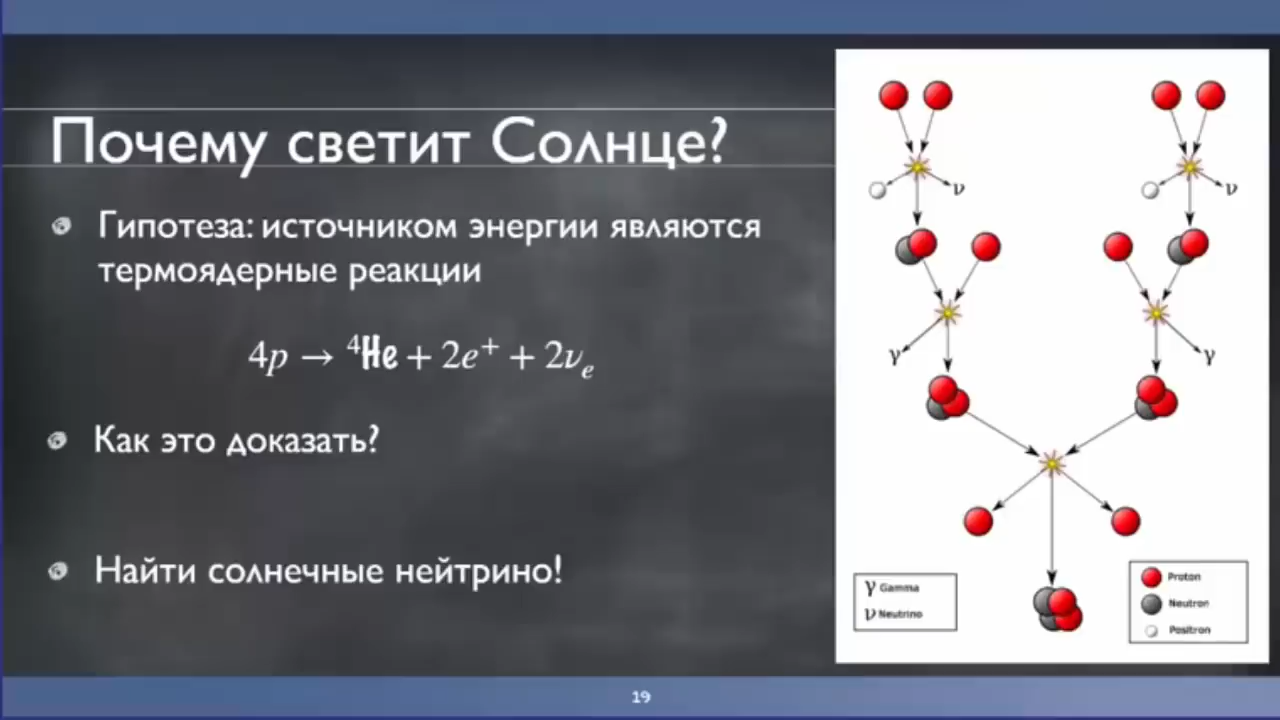 Почему светит Солнце?
Гипотеза: источником энергии являются
термоядерные реакции
4p → ⁴He + 2e⁺ + 2νₑ
Как это доказать?
Найти солнечные нейтрино!
ν
ν
γ
γ
γ Gamma
ν Neutrino
Proton
Neutron
Positron
19